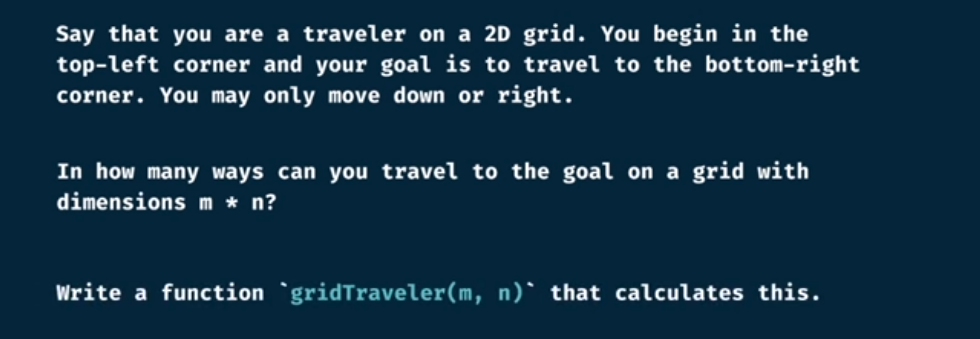 Say that you are a traveler on a 2D grid. You begin in the
top-left corner and your goal is to travel to the bottom-right
corner. You may only move down or right.
In how many ways can you travel to the goal on a grid with
dimensions m * n?
Write a function `gridTraveler(m, n)` that calculates this.